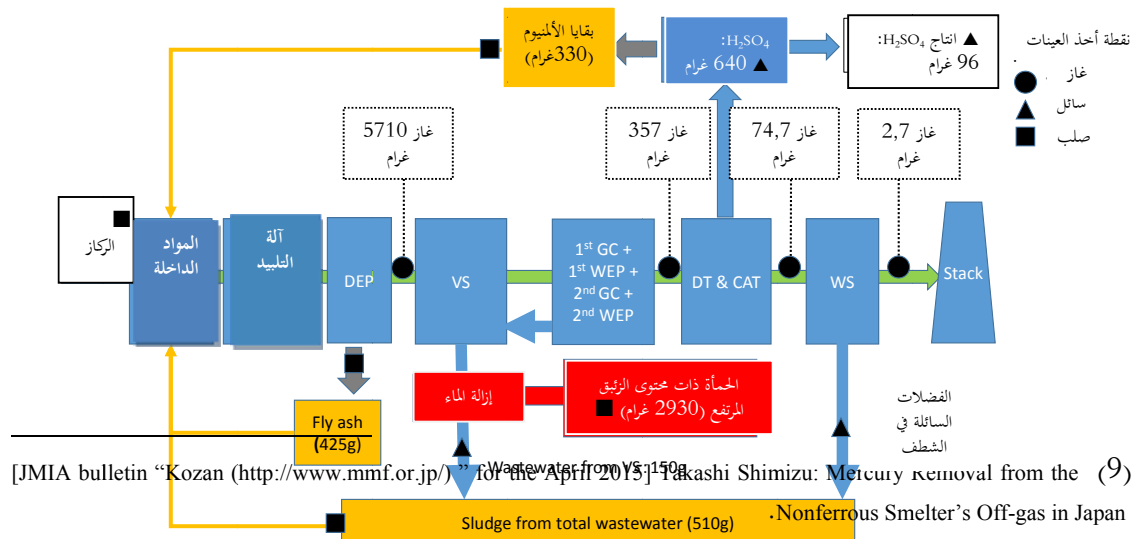 بقايا الألمنيوم
(330غرام)
H₂SO₄:
▲ 640 غرام
▲ انتاج H₂SO₄:
96 غرام
نقطة أخذ العينات
غاز
سائل
صلب
غاز 5710
غرام
غاز 357
غرام
غاز 74,7
غرام
غاز 2,7
غرام
الركاز
المواد
الداخلة
آلة
التلبيد
DEP
VS
1st GC +
1st WEP +
2nd GC +
2nd WEP
DT & CAT
WS
Stack
إزالة الماء
الحمأة ذات محتوى الزئبق
المرتفع (2930 غرام)
الفضلات
السائلة في
الشطف
Fly ash
(425g)
Wastewater from VS: 150g
(9) [JMIA bulletin “Kozan (http://www.mmf.or.jp/) ” for the April 2015] Takashi Shimizu: Mercury Removal from the
Nonferrous Smelter’s Off-gas in Japan.
Sludge from total wastewater (510g)